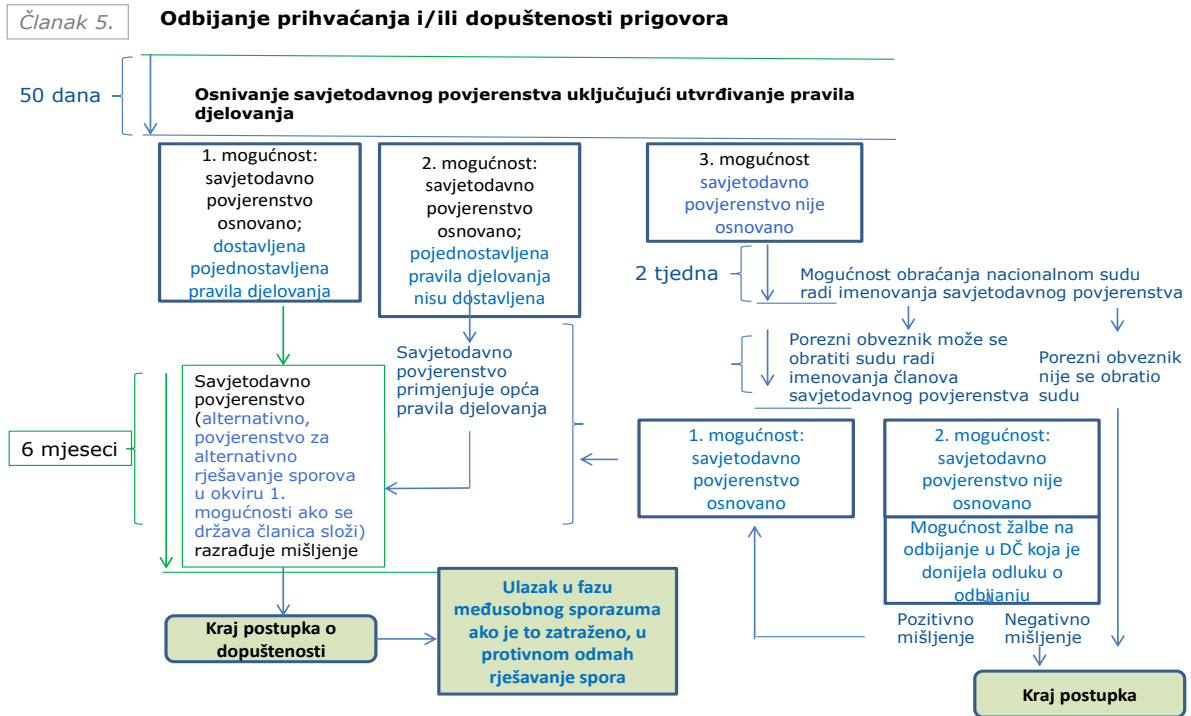 Članak 5.
Odbijanje prihvaćanja i/ili dopuštenosti prigovora
50 dana
Osnivanje savjetodavnog povjerenstva uključujući utvrđivanje pravila
djelovanja
1. mogućnost:
savjetodavno
povjerenstvo
osnovano;
dostavljena
pojednostavljena
pravila djelovanja
2. mogućnost:
savjetodavno
povjerenstvo
osnovano;
pojednostavljena
pravila djelovanja
nisu dostavljena
3. mogućnost
savjetodavno
povjerenstvo nije
osnovano
2 tjedna
Mogućnost obraćanja nacionalnom sudu
radi imenovanja savjetodavnog povjerenstva
Savjetodavno
povjerenstvo
primjenjuje opća
pravila djelovanja
Porezni obveznik može se
obratiti sudu radi
imenovanja članova
savjetodavnog povjerenstva
Porezni obveznik
nije se obratio
sudu
6 mjeseci
Savjetodavno
povjerenstvo
(alternativno,
povjerenstvo za
alternativno
rješavanje sporova
u okviru 1.
mogućnosti ako se
država članica složi)
razrađuje mišljenje
1. mogućnost:
savjetodavno
povjerenstvo
osnovano
2. mogućnost:
savjetodavno
povjerenstvo nije
osnovano
Mogućnost žalbe na
odbijanje u DČ koja je
donijela odluku o
odbijanju
Pozitivno
mišljenje
Negativno
mišljenje
Kraj postupka o
dopuštenosti
Ulazak u fazu
međusobnog sporazuma
ako je to zatraženo, u
protivnom odmah
rješavanje spora
Kraj postupka